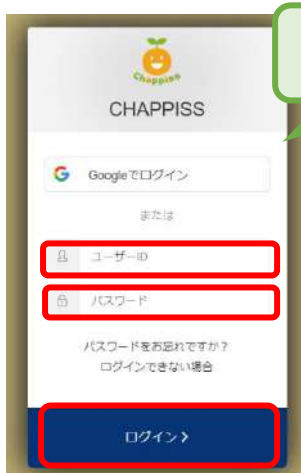 Chappiss
CHAPPISS
Googleでログイン
または
ユーザーID
パスワード
パスワードをお忘れですか？
ログインできない場合
ログイン